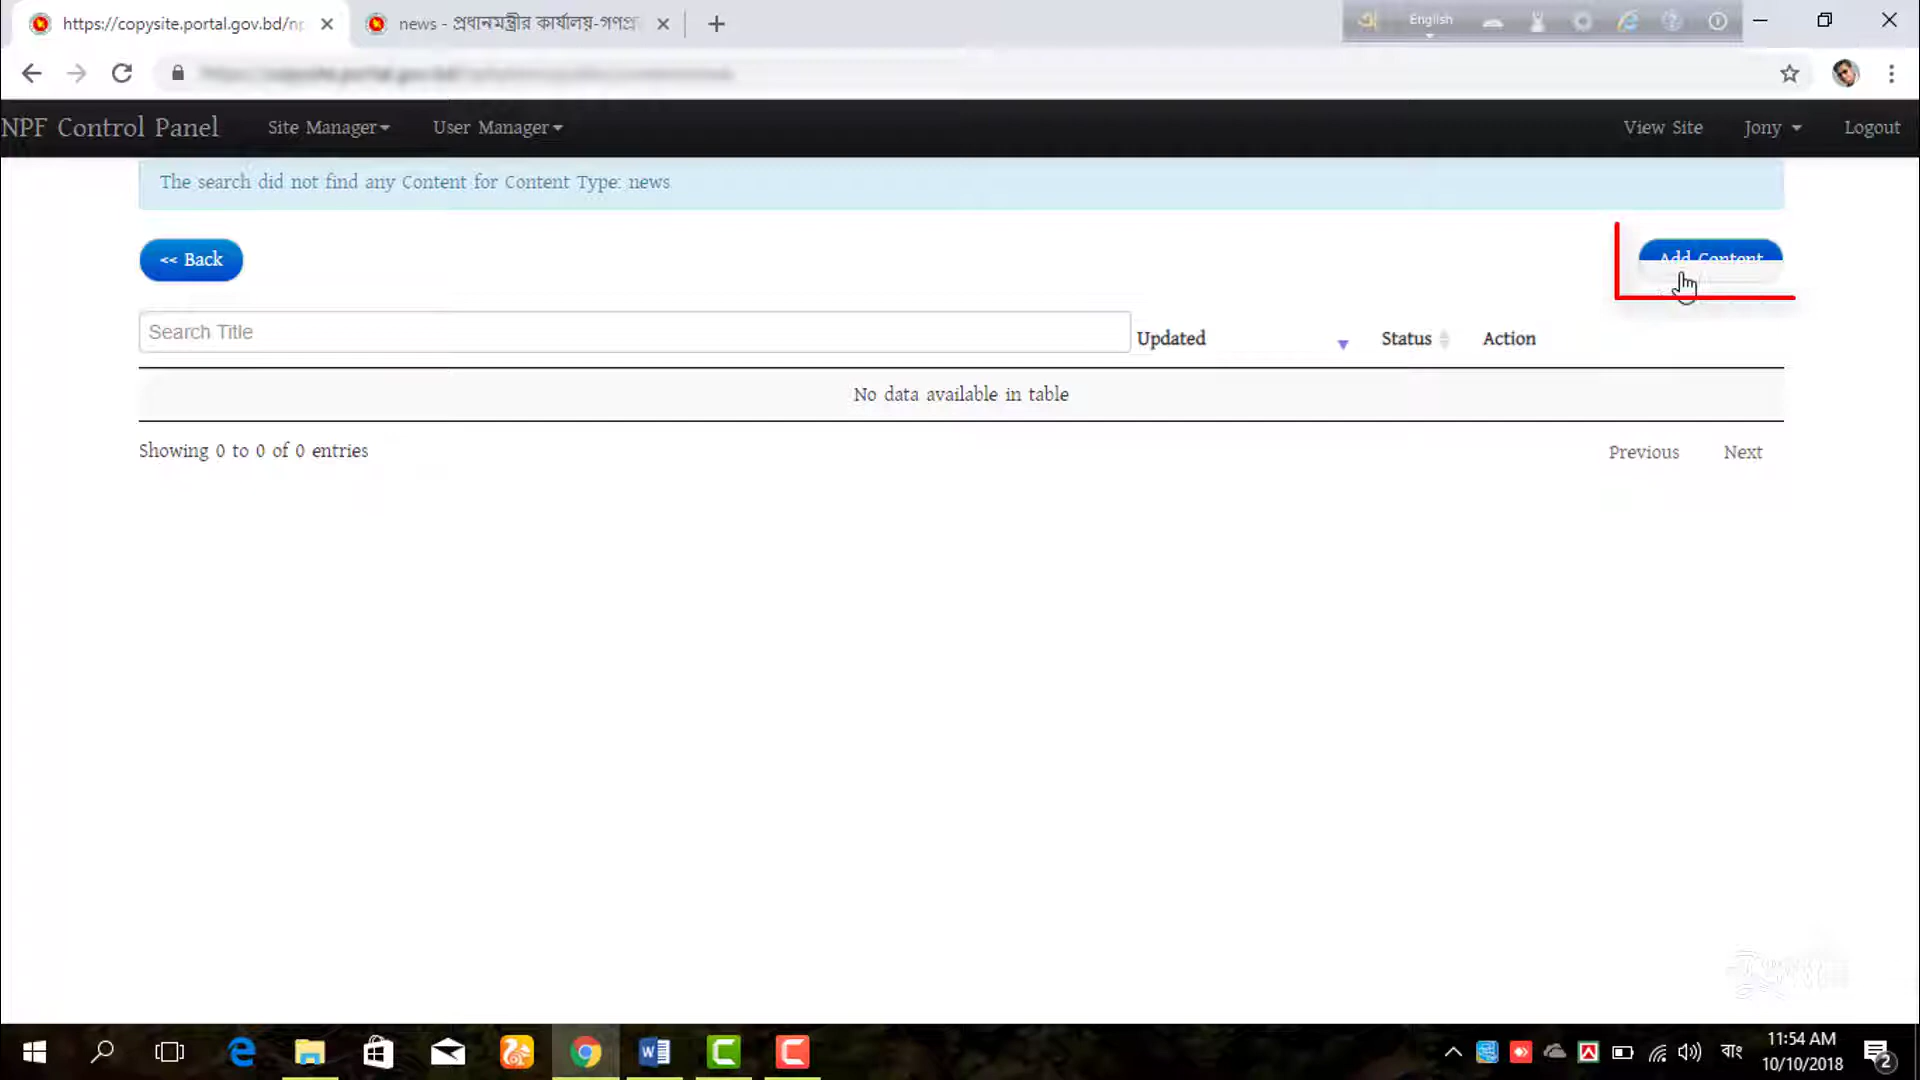 https://copysite.portal.gov.bd/np
news - প্রধানমন্ত্রীর কার্যালয়-গণপ্র
English
NPF Control Panel
Site Manager
User Manager
View Site
Jony
Logout
The search did not find any Content for Content Type: news
<< Back
Add Content
Search Title
Updated
Status
Action
No data available in table
Showing 0 to 0 of 0 entries
Previous
Next
বাং
11:54 AM
10/10/2018
2